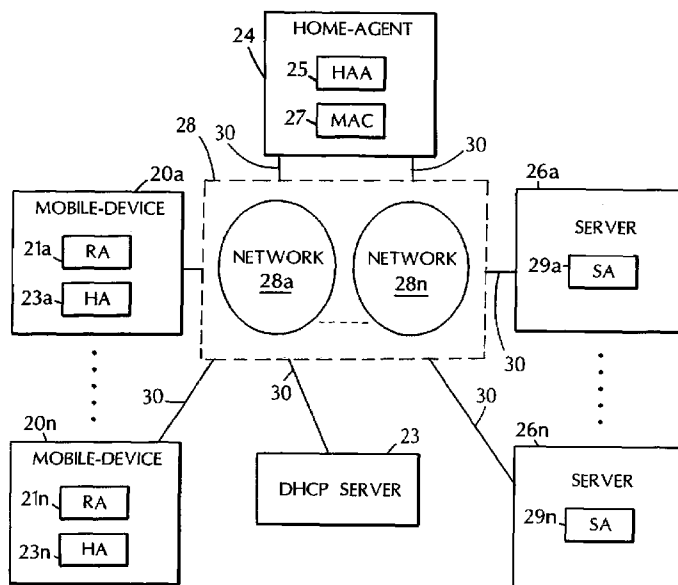 HOME-AGENT
24
25
HAA
27
MAC
30
30
28
20a
MOBILE-DEVICE
21a
RA
23a
HA
NETWORK
28a
NETWORK
28n
26a
SERVER
29a
SA
30
30
30
30
20n
MOBILE-DEVICE
21n
RA
23n
HA
23
DHCP SERVER
26n
SERVER
29n
SA